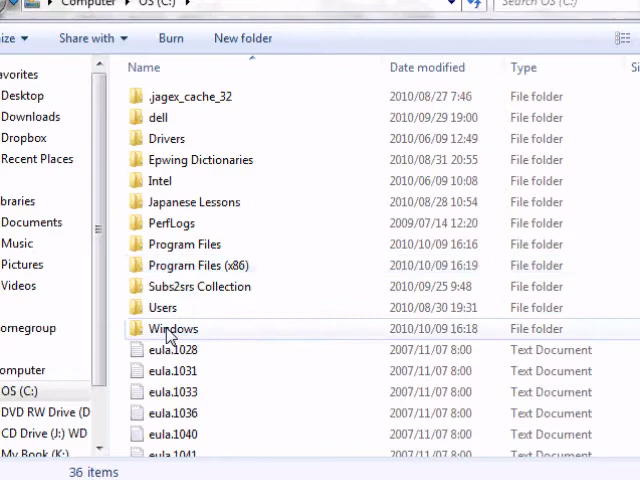 Computer OS (C:) Search OS (C:)
ize Share with Burn New folder
Name Date modified Type Si
avorites
Desktop
Downloads
Dropbox
Recent Places
ibraries
Documents
Music
Pictures
Videos
omegroup
omputer
OS (C:)
DVD RW Drive (D
CD Drive (J:) WD
My Book (K:)
.jagex_cache_32 2010/08/27 7:46 File folder
dell 2010/09/29 19:00 File folder
Drivers 2010/06/09 12:49 File folder
Epwing Dictionaries 2010/08/31 20:55 File folder
Intel 2010/06/09 10:08 File folder
Japanese Lessons 2010/08/28 10:54 File folder
PerfLogs 2009/07/14 12:20 File folder
Program Files 2010/10/09 16:16 File folder
Program Files (x86) 2010/10/09 16:19 File folder
Subs2srs Collection 2010/09/25 9:48 File folder
Users 2010/08/30 19:31 File folder
Windows 2010/10/09 16:18 File folder
eula.1028 2007/11/07 8:00 Text Document
eula.1031 2007/11/07 8:00 Text Document
eula.1033 2007/11/07 8:00 Text Document
eula.1036 2007/11/07 8:00 Text Document
eula.1040 2007/11/07 8:00 Text Document
eula.1041 2007/11/07 8:00 Text Document
36 items